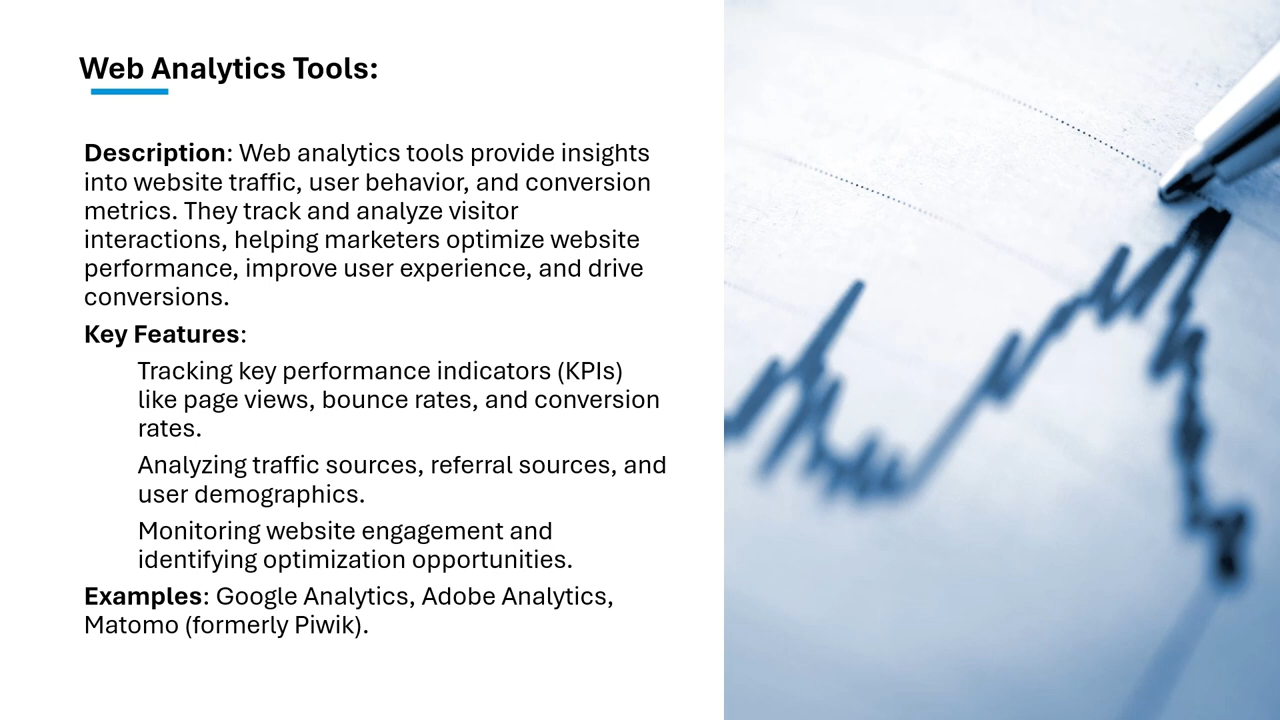 Web Analytics Tools:
Description: Web analytics tools provide insights
into website traffic, user behavior, and conversion
metrics. They track and analyze visitor
interactions, helping marketers optimize website
performance, improve user experience, and drive
conversions.
Key Features:
Tracking key performance indicators (KPIs)
like page views, bounce rates, and conversion
rates.
Analyzing traffic sources, referral sources, and
user demographics.
Monitoring website engagement and
identifying optimization opportunities.
Examples: Google Analytics, Adobe Analytics,
Matomo (formerly Piwik).